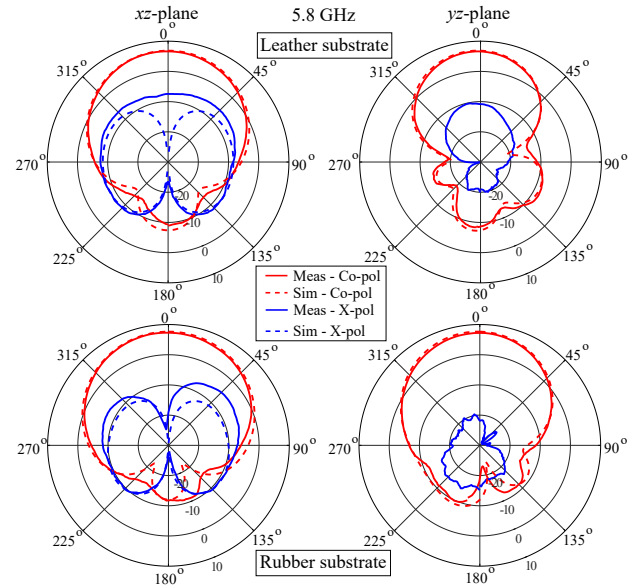 xz-plane 5.8 GHz yz-plane
0° 0°
Leather substrate
315° 45° 315° 45°
270° 90° 270° 90°
-20 -20
-10 -10
0 0
10 10
225° 135° 225° 135°
180° 180°
Meas - Co-pol
Sim - Co-pol
Meas - X-pol
Sim - X-pol
0° 0°
315° 45° 315° 45°
270° 90° 270° 90°
-20 -20
-10 -10
0 0
10 10
225° 135° 225° 135°
180° 180°
Rubber substrate